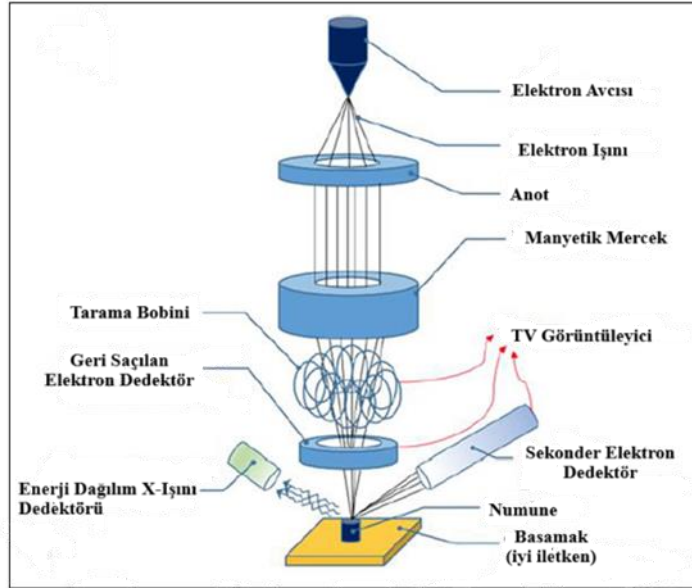 Elektron Avcısı
Elektron Işını
Anot
Manyetik Mercek
Tarama Bobini
TV Görüntüleyici
Geri Saçılan
Elektron Dedektör
Sekonder Elektron
Dedektör
Enerji Dağılım X-Işını
Dedektörü
Numune
Basamak
(iyi iletken)